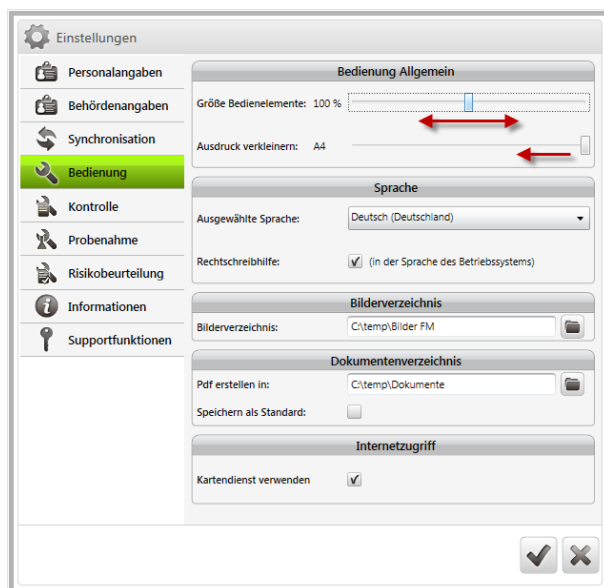 Einstellungen
Personalangaben
Behördenangaben
Synchronisation
Bedienung
Kontrolle
Probenahme
Risikobeurteilung
Informationen
Supportfunktionen
Bedienung Allgemein
Größe Bedienelemente: 100 %
Ausdruck verkleinern: A4
Sprache
Ausgewählte Sprache: Deutsch (Deutschland)
Rechtschreibhilfe: (in der Sprache des Betriebssystems)
Bilderverzeichnis
Bilderverzeichnis: C:\temp\Bilder FM
Dokumentenverzeichnis
Pdf erstellen in: C:\temp\Dokumente
Speichern als Standard:
Internetzugriff
Kartendienst verwenden